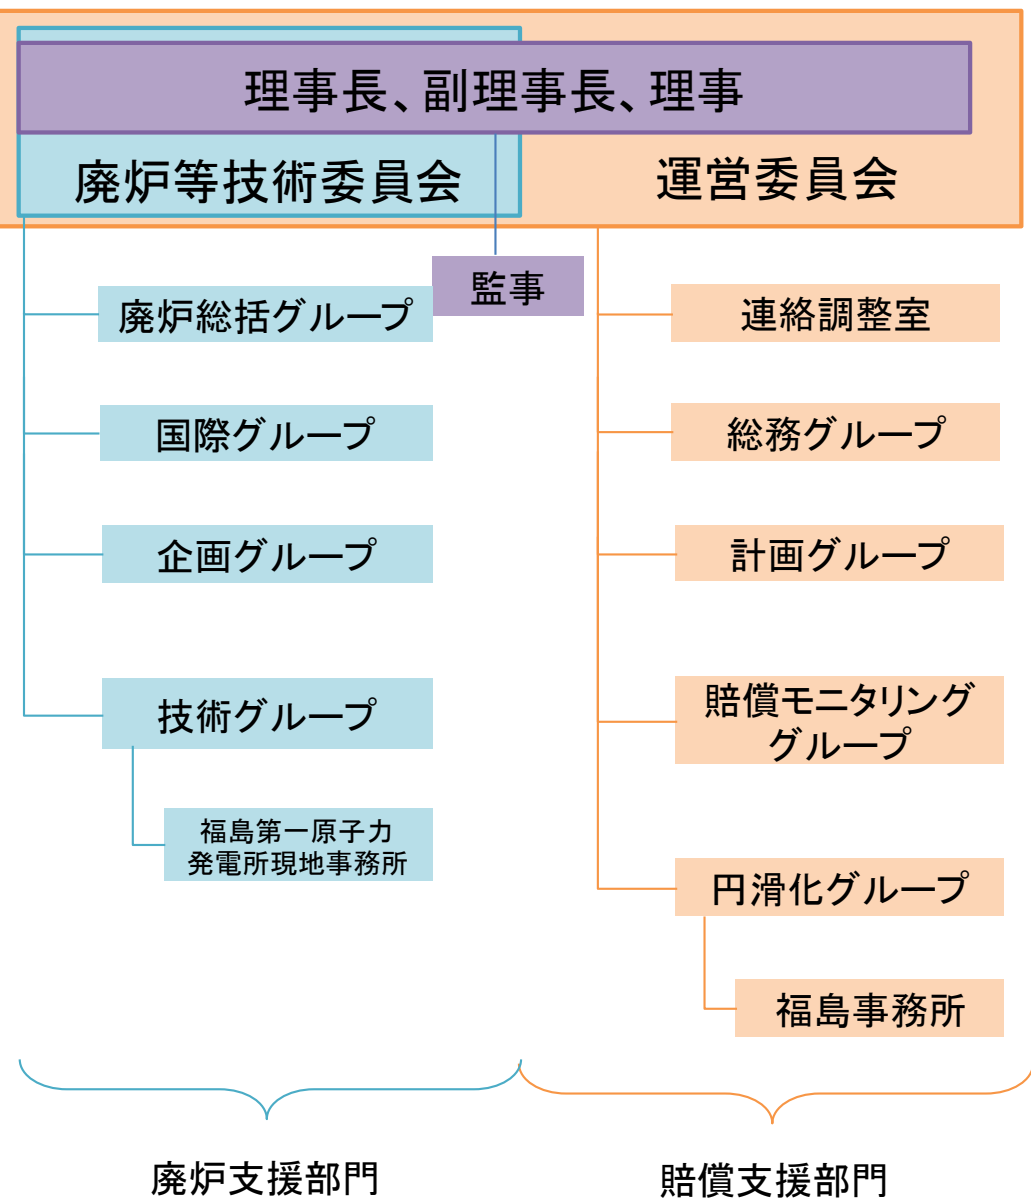 理事長、副理事長、理事
廃炉等技術委員会
運営委員会
監事
廃炉総括グループ
国際グループ
企画グループ
技術グループ
福島第一原子力
発電所現地事務所
連絡調整室
総務グループ
計画グループ
賠償モニタリング
グループ
円滑化グループ
福島事務所
廃炉支援部門
賠償支援部門